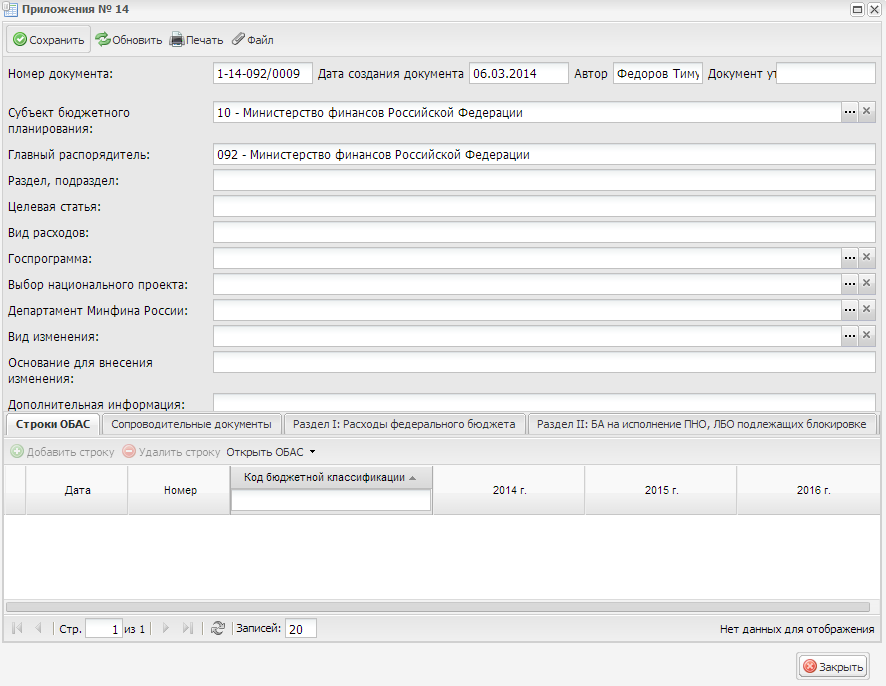 Приложения № 14
Сохранить Обновить Печать Файл
Номер документа: 1-14-092/0009 Дата создания документа 06.03.2014 Автор Федоров Тиму Документ ут
Субъект бюджетного
планирования:
10 - Министерство финансов Российской Федерации
Главный распорядитель: 092 - Министерство финансов Российской Федерации
Раздел, подраздел:
Целевая статья:
Вид расходов:
Госпрограмма:
Выбор национального проекта:
Департамент Минфина России:
Вид изменения:
Основание для внесения
изменения:
Дополнительная информация:
Строки ОБАС Сопроводительные документы Раздел I: Расходы федерального бюджета Раздел II: БА на исполнение ПНО, ЛБО подлежащих блокировке
Добавить строку Удалить строку Открыть ОБАС
Дата Номер Код бюджетной классификации 2014 г. 2015 г. 2016 г.
Стр. 1 из 1 Записей: 20 Нет данных для отображения
Закрыть